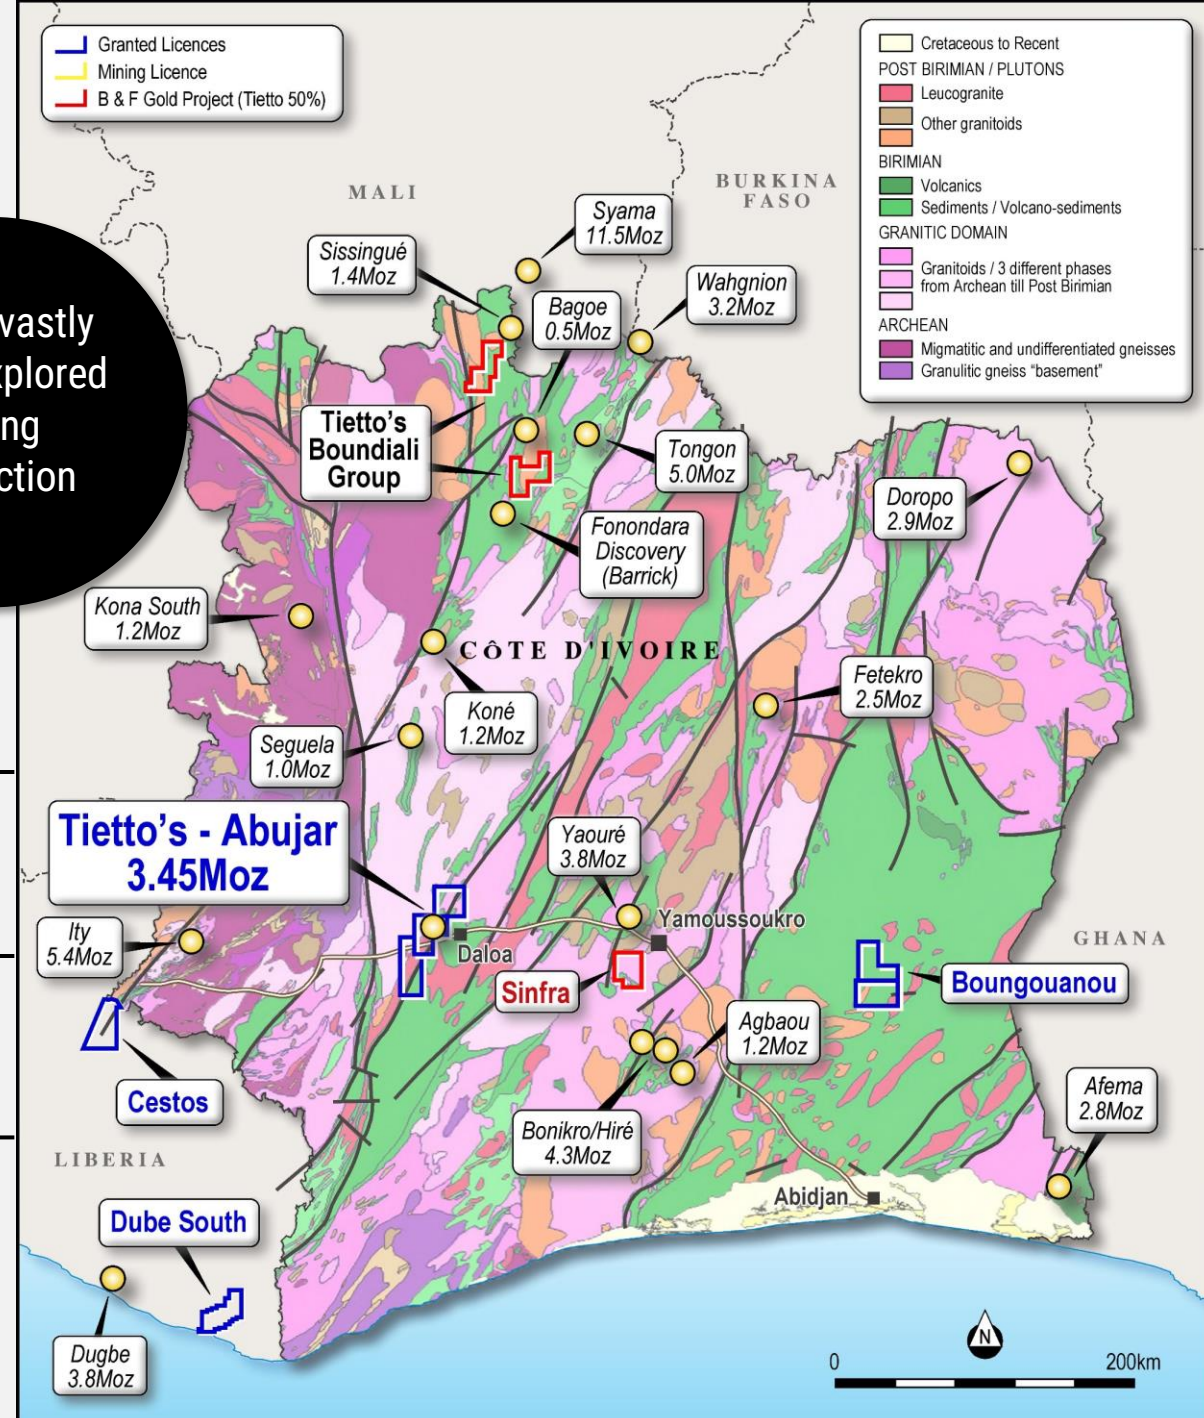 Granted Licences
Mining Licence
B & F Gold Project (Tietto 50%)
Cretaceous to Recent
POST BIRIMIAN / PLUTONS
Leucogranite
Other granitoids
BIRIMIAN
Volcanics
Sediments / Volcano-sediments
GRANITIC DOMAIN
Granitoids / 3 different phases
from Archean till Post Birimian
ARCHEAN
Migmatitic and undifferentiated gneisses
Granulitic gneiss "basement"
MALI
BURKINA
FASO
Syama
11.5Moz
Sissingué
1.4Moz
Wahgnion
3.2Moz
Bagoe
0.5Moz
vastly
Tietto's
Boundiali
Group
Tongon
5.0Moz
Doropo
2.9Moz
Fonondara
Discovery
(Barrick)
Kona South
1.2Moz
CÔTE D'IVOIRE
Koné
1.2Moz
Fetekro
2.5Moz
Seguela
1.0Moz
Tietto's - Abujar
3.45Moz
Yaouré
3.8Moz
Yamoussoukro
Ity
5.4Moz
Daloa
GHANA
Sinfra
Boungouanou
Agbaou
1.2Moz
Cestos
Bonikro/Hiré
4.3Moz
Afema
2.8Moz
LIBERIA
Abidjan
Dube South
Dugbe
3.8Moz
N
0 200km